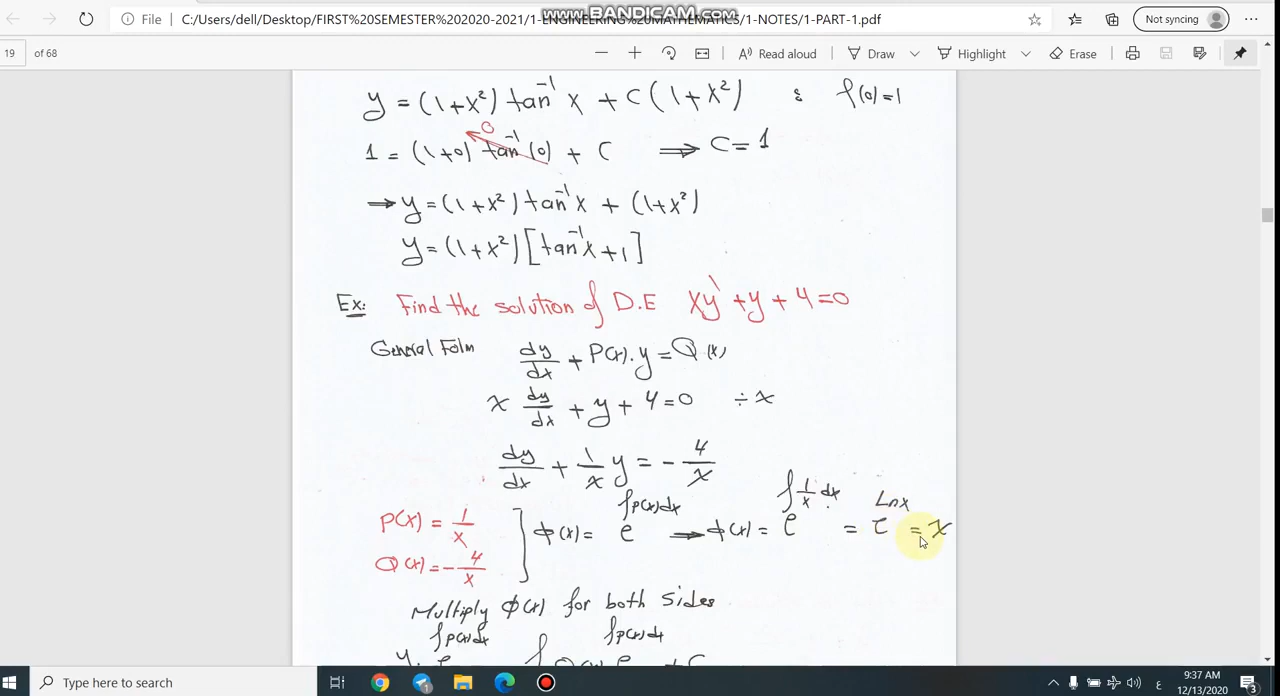 www.BANDICAM.com
File C:/Users/dell/Desktop/FIRST%20SEMESTER%202020-2021/1-ENGINEERING%20MATHEMATICS/1-NOTES/1-PART-1.pdf Not syncing
19 of 68 Read aloud Draw Highlight Erase
y = (1+x²) tan⁻¹ x + C (1+x²) : f(0)=1
1 = (1+0) tan⁻¹(0) + C ⟹ C = 1
0
⟹ y = (1+x²) tan⁻¹x + (1+x²)
y = (1+x²) [tan⁻¹x + 1]
Ex: Find the solution of D.E xy' + y + 4 = 0
General Form dy/dx + P(x).y = Q(x)
x dy/dx + y + 4 = 0 ÷ x
dy/dx + 1/x y = - 4/x
P(x) = 1/x
Q(x) = - 4/x
] ϕ(x) = e^∫P(x)dx ⟹ ϕ(x) = e^∫1/x dx = e^Lnx = x
Multiply ϕ(x) for both sides
∫P(x)dx ∫P(x)dx
Type here to search
ع
9:37 AM
12/13/2020
3